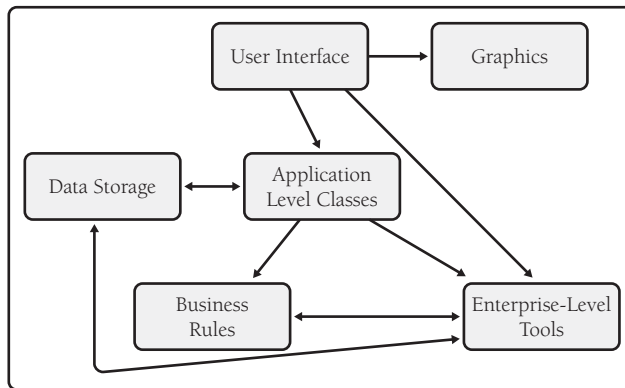 User Interface
Graphics
Data Storage
Application
Level Classes
Business
Rules
Enterprise-Level
Tools